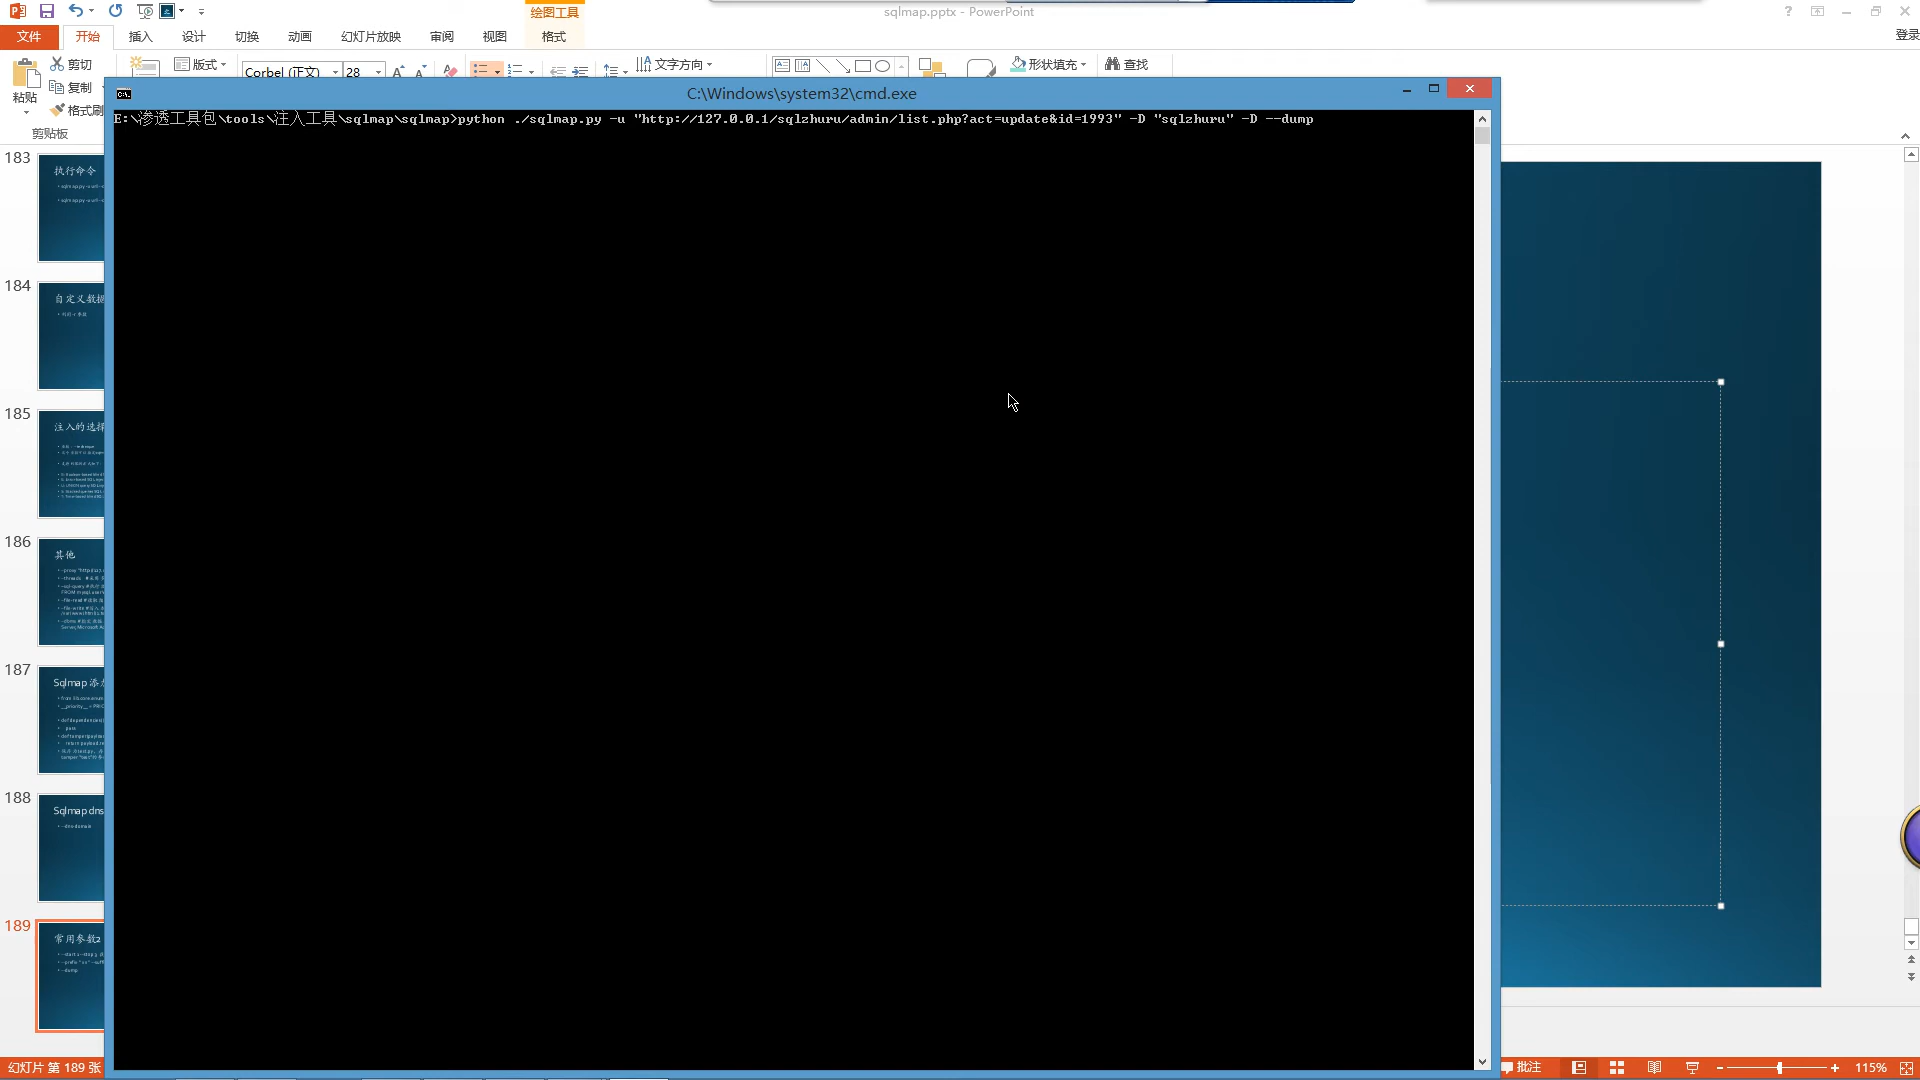 绘图工具
sqlmap.pptx - PowerPoint
登录
文件
开始
插入
设计
切换
动画
幻灯片放映
审阅
视图
格式
粘贴
剪切
复制
格式刷
剪贴板
版式
Corbel (正文)
28
文字方向
形状填充
查找
C:\Windows\system32\cmd.exe
E:\渗透工具包\tools\注入工具\sqlmap\sqlmap>python ./sqlmap.py -u "http://127.0.0.1/sqlzhuru/admin/list.php?act=update&id=1993" -D "sqlzhuru" -D --dump
183
执行命令
184
自定义数据
185
注入的选择
186
其他
187
Sqlmap 添
188
Sqlmap dns
189
常用参数2
--dump
幻灯片 第 189 张
批注
115%